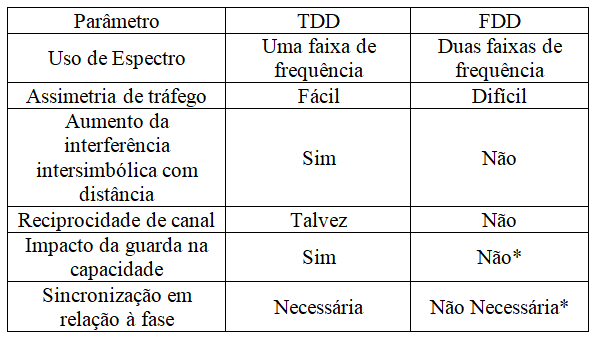 Parâmetro TDD FDD
Uso de Espectro Uma faixa de frequência Duas faixas de frequência
Assimetria de tráfego Fácil Difícil
Aumento da interferência intersimbólica com distância Sim Não
Reciprocidade de canal Talvez Não
Impacto da guarda na capacidade Sim Não*
Sincronização em relação à fase Necessária Não Necessária*